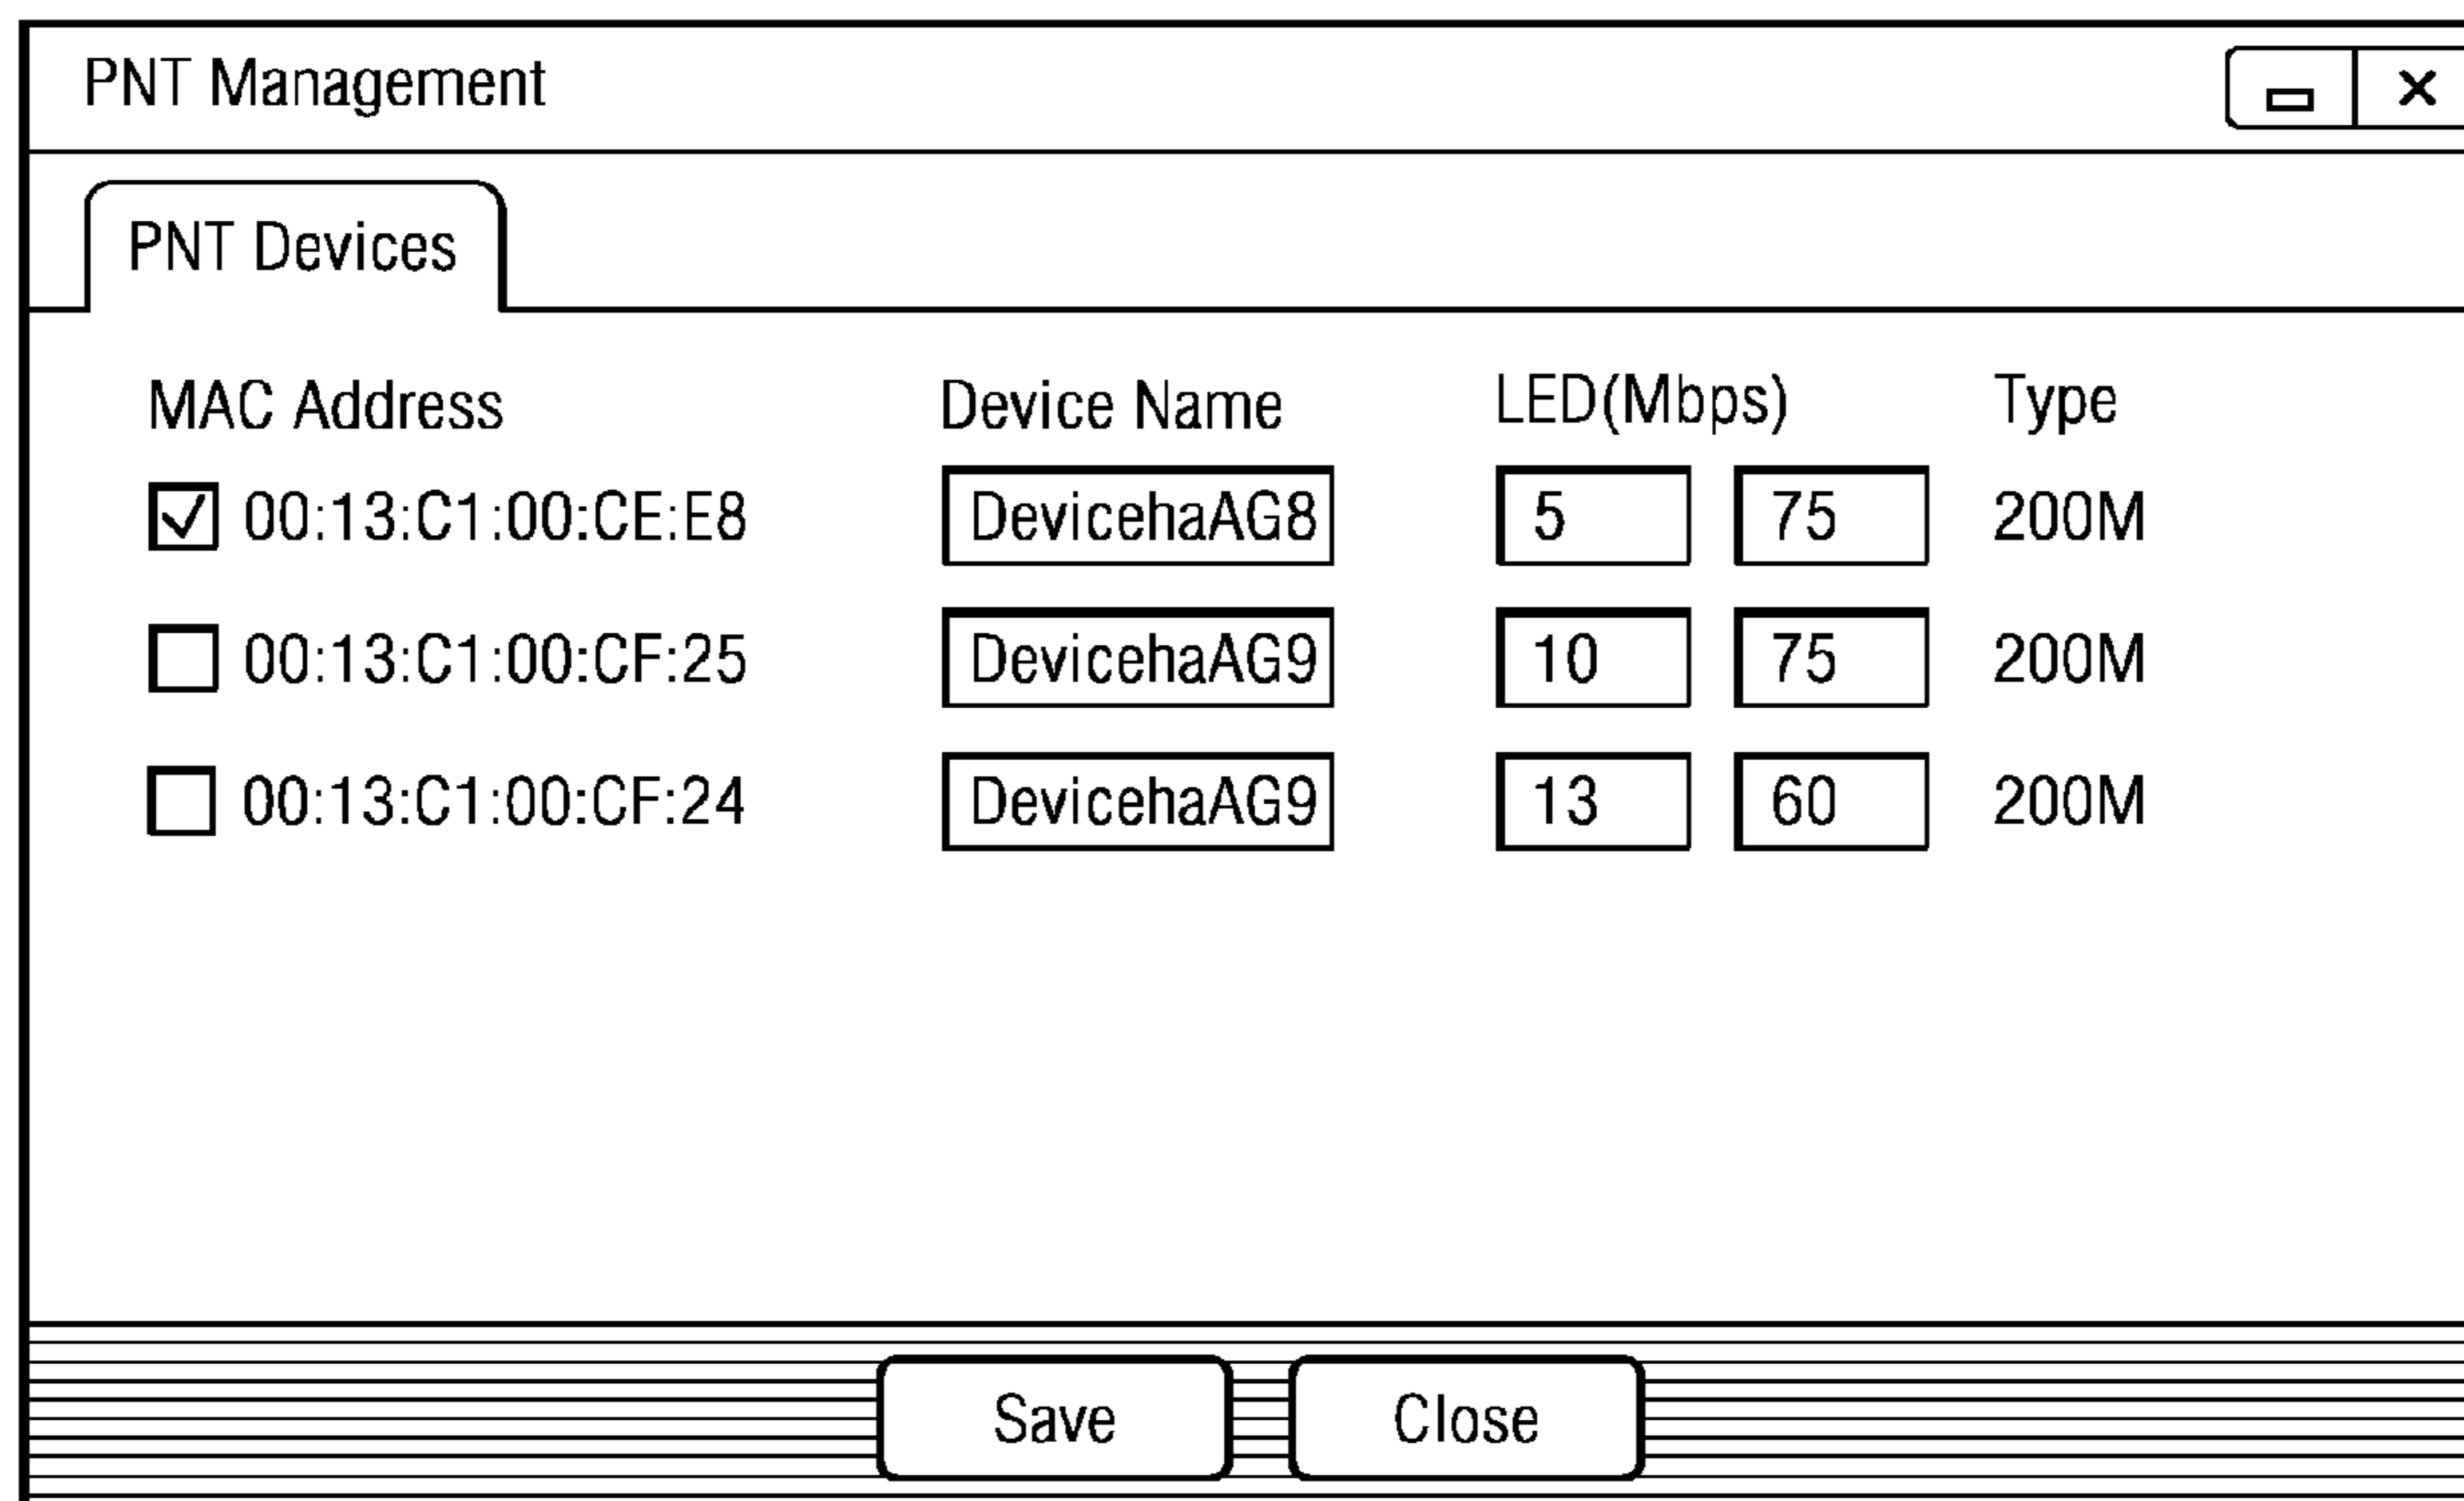 PNT Management
PNT Devices
MAC Address Device Name LED(Mbps) Type
00:13:C1:00:CE:E8 DevicehaAG8 5 75 200M
00:13:C1:00:CF:25 DevicehaAG9 10 75 200M
00:13:C1:00:CF:24 DevicehaAG9 13 60 200M
Save Close